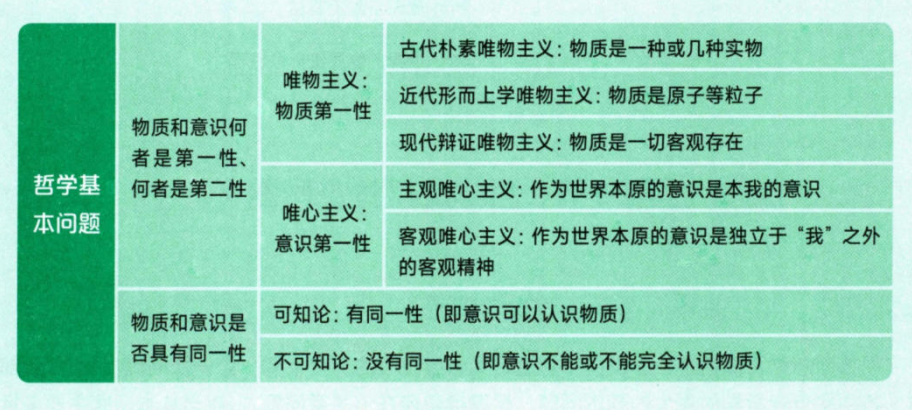 哲学基
本问题
物质和意识何
者是第一性、
何者是第二性
唯物主义：
物质第一性
古代朴素唯物主义：物质是一种或几种实物
近代形而上学唯物主义：物质是原子等粒子
现代辩证唯物主义：物质是一切客观存在
唯心主义：
意识第一性
主观唯心主义：作为世界本原的意识是本我的意识
客观唯心主义：作为世界本原的意识是独立于“我”之外
的客观精神
物质和意识是
否具有同一性
可知论：有同一性（即意识可以认识物质）
不可知论：没有同一性（即意识不能或不能完全认识物质）